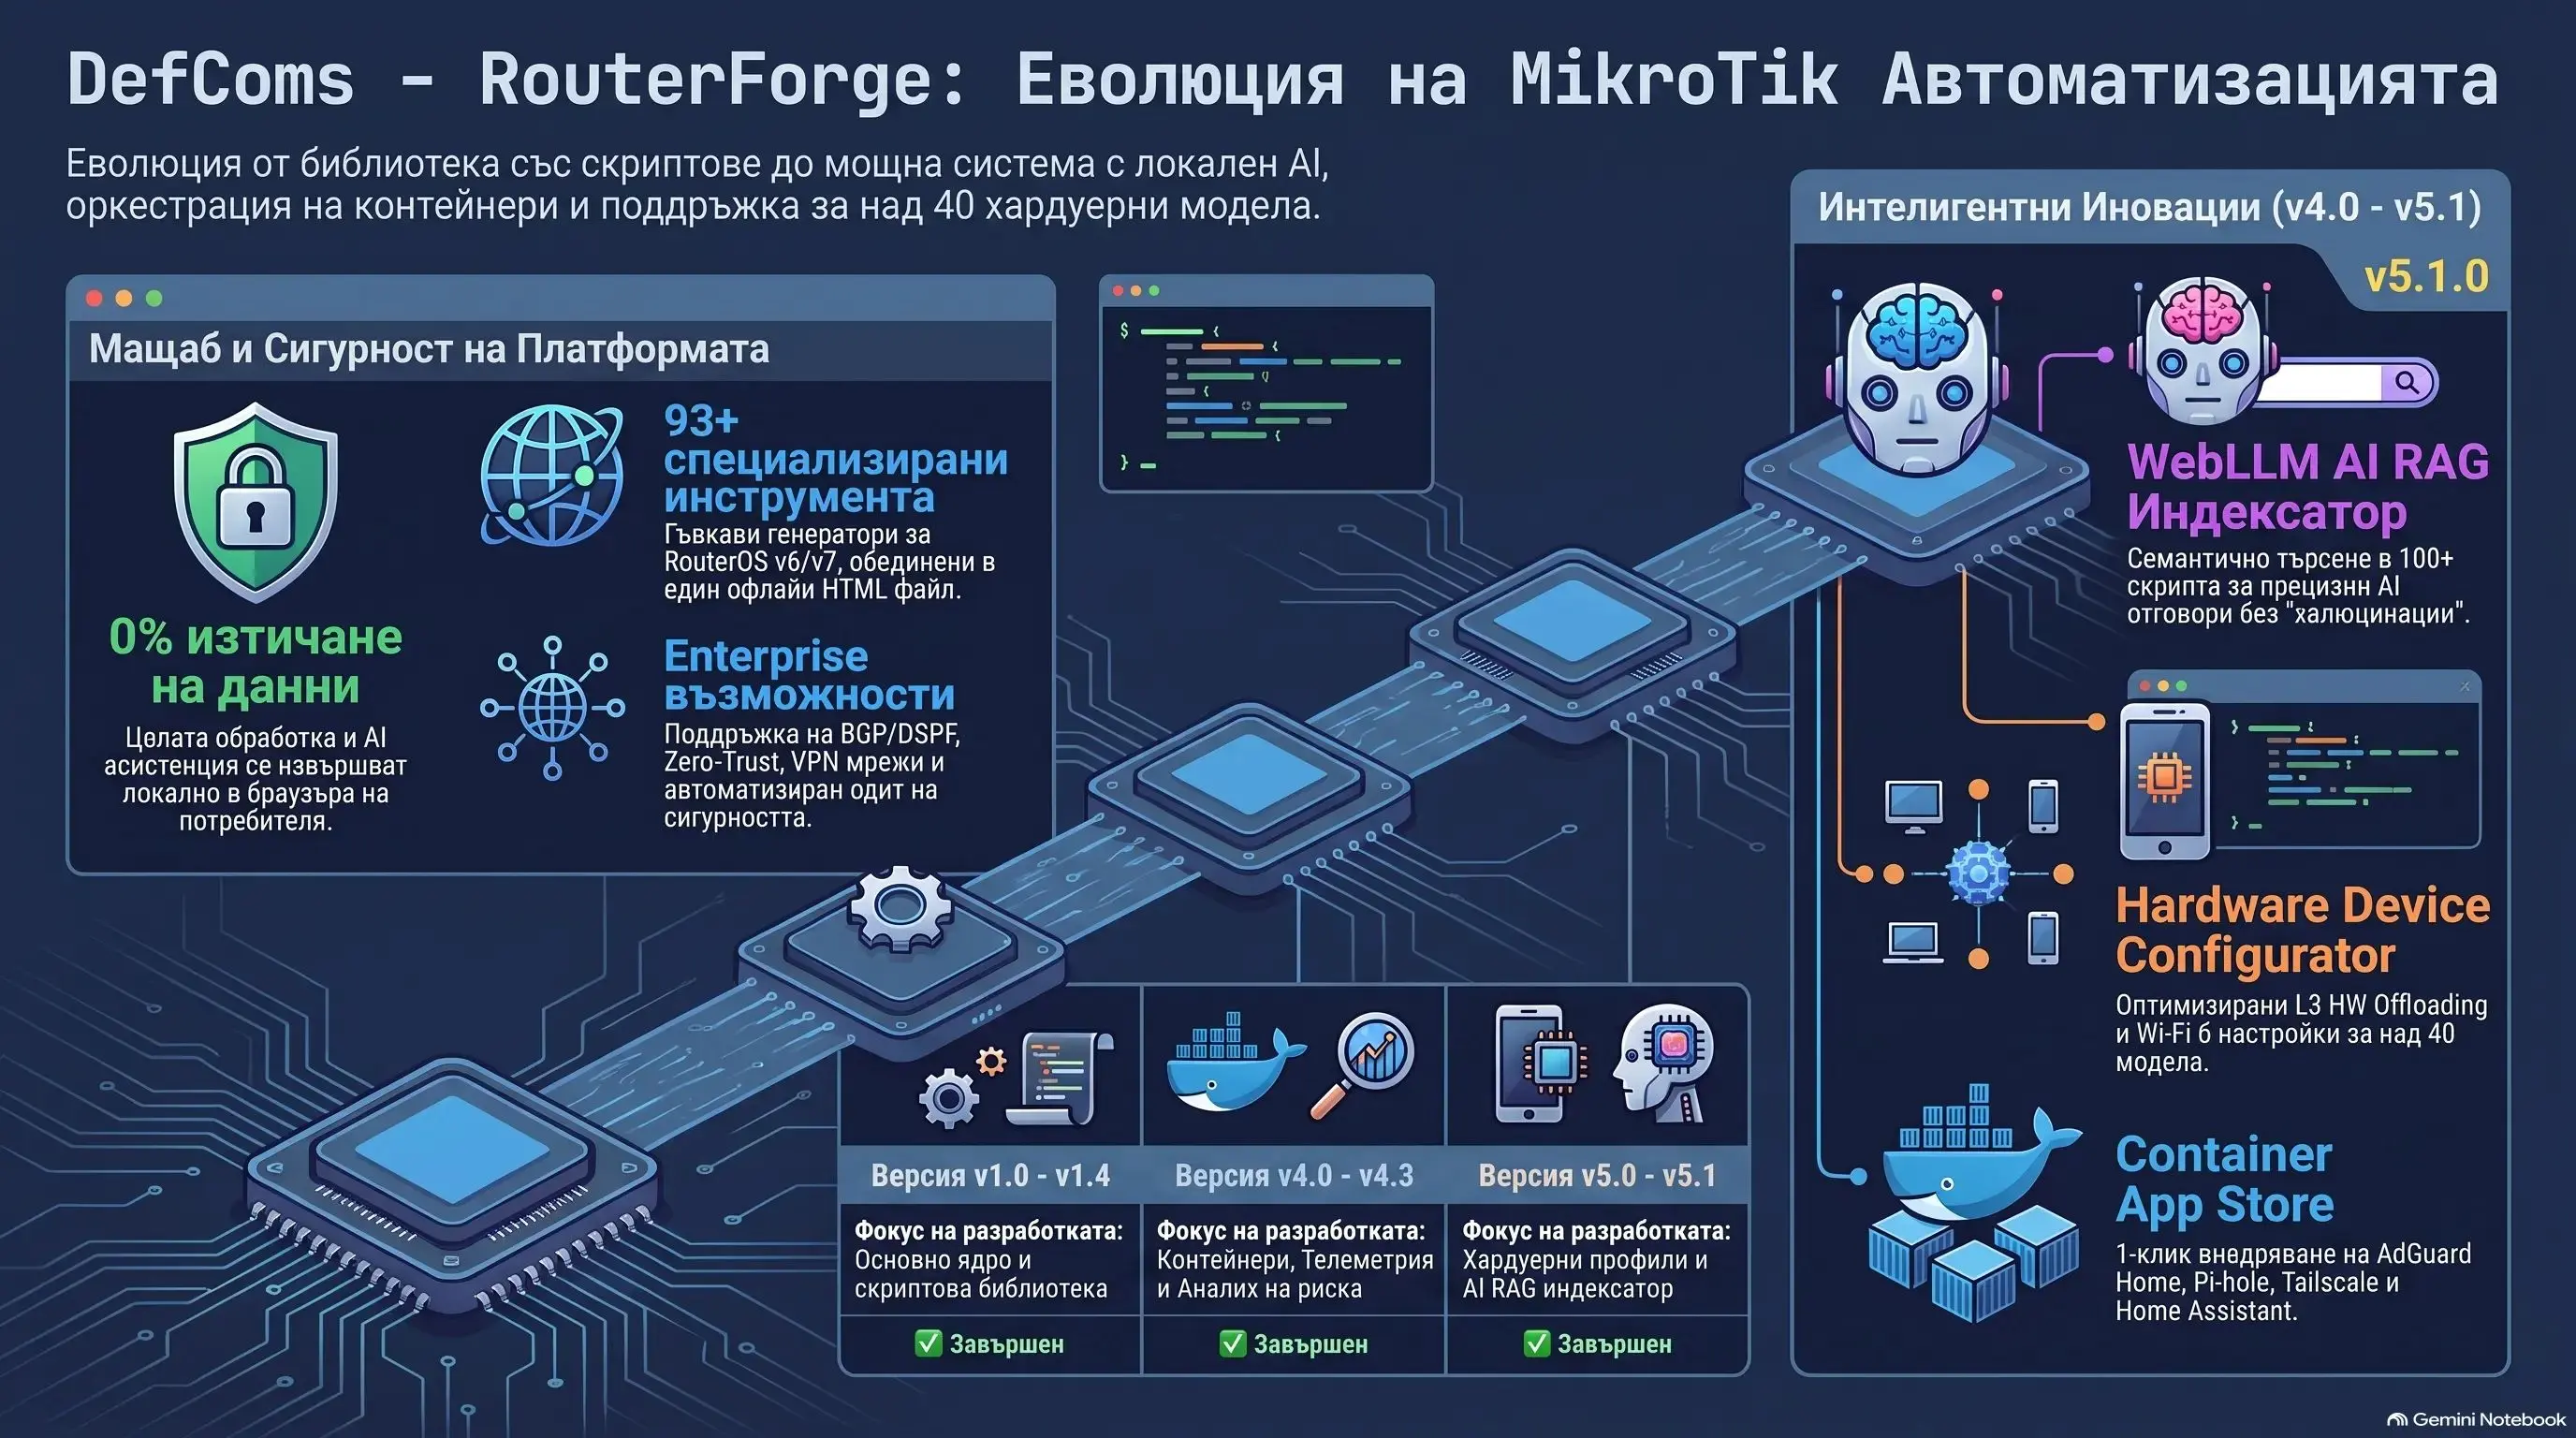 DefComs - RouterForge: Еволюция на MikroTik Автоматизацията
Еволюция от библиотека със скриптове до мощна система с локален AI,
оркестрация на контейнери и поддръжка за над 40 хардуерни модела.
Мащаб и Сигурност на Платформата
0% изтичане
на данни
Цялата обработка и AI
асистенция се нзвършват
локално в браузъра на
потребителя.
93+
специализирани
инструмента
Гъвкави генератори за
RouterOS v6/v7, обединени в
един офлайи HTML файл.
Enterprise
възможности
Поддръжка на BGP/DSPF,
Zero-Trust, VPN мрежи и
автоматизиран одит на
сигурността.
Версия v1.0 - v1.4
Фокус на разработката:
Основно ядро и
скриптова библиотека
✅ Завършен
Версия v4.0 - v4.3
Фокус на разработката:
Контейнери, Телеметрия
и Аналих на риска
✅ Завършен
Версия v5.0 - v5.1
Фокус на разработката:
Хардуерни профили и
AI RAG индексатор
✅ Завършен
Интелигентни Иновации (v4.0 - v5.1)
v5.1.0
WebLLM AI RAG
Индексатор
Семантично търсене в 100+
скрипта за прецизнн AI
отговори без "халюцинации".
Hardware Device
Configurator
Оптимизирани L3 HW Offloading
и Wi-Fi б настройки за над 40
модела.
Container
App Store
1-клик внедряване на AdGuard
Home, Pi-hole, Tailscale и
Home Assistant.
Gemini Notebook